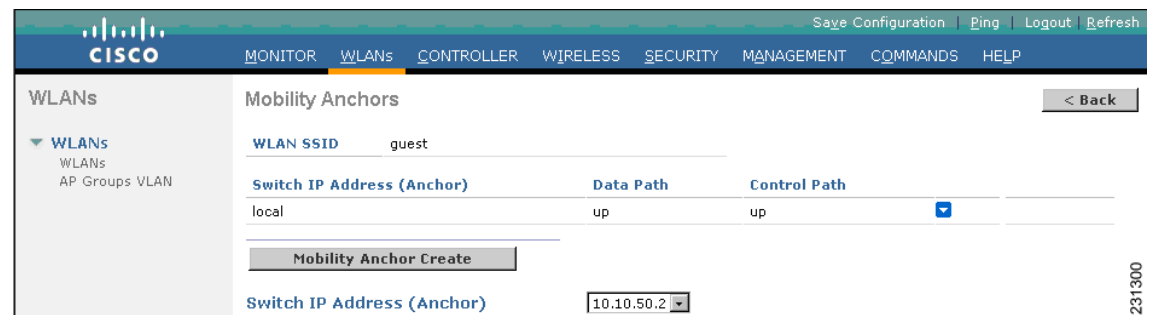 Save Configuration | Ping | Logout | Refresh
CISCO
MONITOR WLANs CONTROLLER WIRELESS SECURITY MANAGEMENT COMMANDS HELP
WLANs
Mobility Anchors
< Back
WLANs
WLANs
AP Groups VLAN
WLAN SSID guest
Switch IP Address (Anchor) Data Path Control Path
local up up
Mobility Anchor Create
Switch IP Address (Anchor) 10.10.50.2
231300